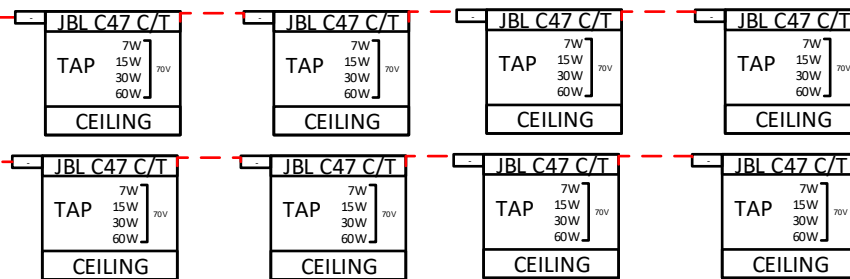 JBL C47 C/T JBL C47 C/T JBL C47 C/T JBL C47 C/T
7W 7W 7W 7W
TAP 15W 70V TAP 15W 70V TAP 15W 70V TAP 15W 70V
30W 30W 30W 30W
60W 60W 60W 60W
CEILING CEILING CEILING CEILING
JBL C47 C/T JBL C47 C/T JBL C47 C/T JBL C47 C/T
7W 7W 7W 7W
TAP 15W 70V TAP 15W 70V TAP 15W 70V TAP 15W 70V
30W 30W 30W 30W
60W 60W 60W 60W
CEILING CEILING CEILING CEILING